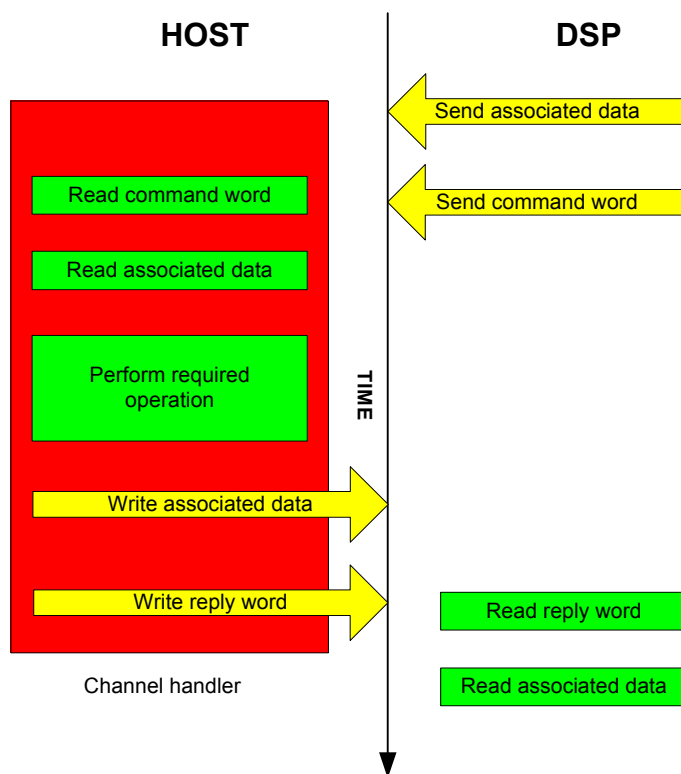 HOST
DSP
Send associated data
Read command word
Send command word
Read associated data
Perform required
operation
TIME
Write associated data
Write reply word
Read reply word
Channel handler
Read associated data